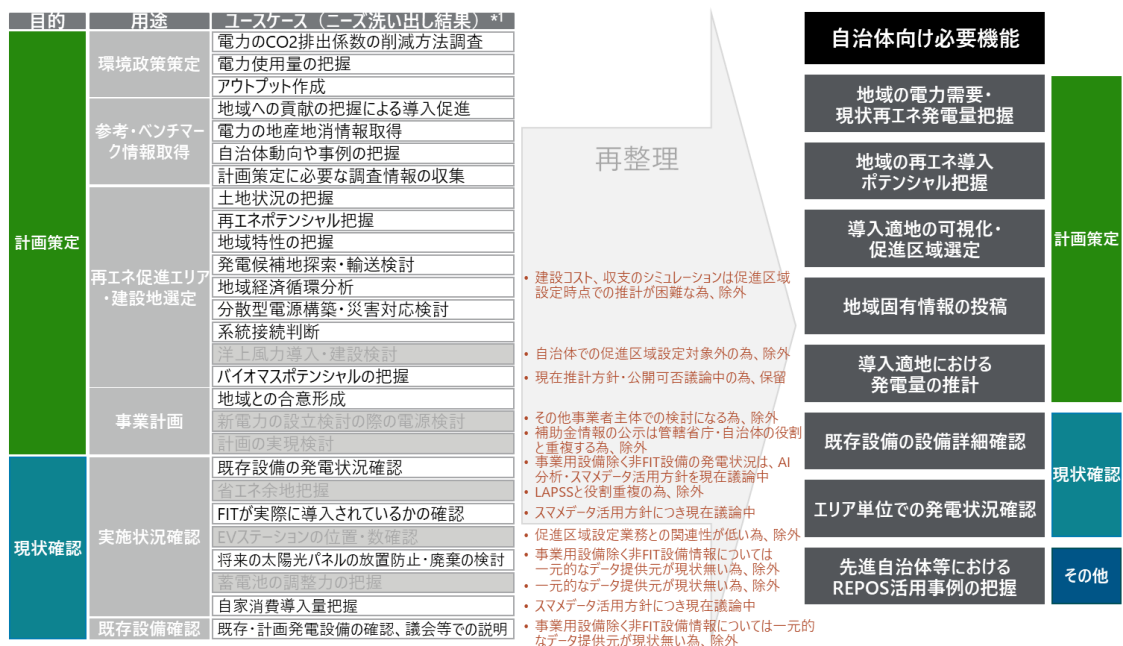 目的
用途
ユースケース（ニーズ洗い出し結果）*1
計画策定
環境政策策定
電力のCO2排出係数の削減方法調査
電力使用量の把握
アウトプット作成
参考・ベンチマー
ク情報取得
地域への貢献の把握による導入促進
電力の地産地消情報取得
自治体動向や事例の把握
計画策定に必要な調査情報の収集
再エネ促進エリア
・建設地選定
土地状況の把握
再エネポテンシャル把握
地域特性の把握
発電候補地探索・輸送検討
地域経済循環分析
分散型電源構築・災害対応検討
系統接続判断
洋上風力導入・建設検討
バイオマスポテンシャルの把握
事業計画
地域との合意形成
新電力の設立検討の際の電源検討
計画の実現検討
現状確認
実施状況確認
既存設備の発電状況確認
省エネ余地把握
FITが実際に導入されているかの確認
EVステーションの位置・数確認
将来の太陽光パネルの放置防止・廃棄の検討
蓄電池の調整力の把握
自家消費導入量把握
既存設備確認
既存・計画発電設備の確認、議会等での説明
再整理
• 建設コスト、収支のシミュレーションは促進区域
設定時点での推計が困難な為、除外
• 自治体での促進区域設定対象外の為、除外
• 現在推計方針・公開可否議論中の為、保留
• その他事業者主体での検討になる為、除外
• 補助金情報の公示は管轄省庁・自治体の役割
と重複する為、除外
• 事業用設備除く非FIT設備の発電状況は、AI
分析・スマメデータ活用方針を現在議論中
• LAPSSと役割重複の為、除外
• スマメデータ活用方針につき現在議論中
• 促進区域設定業務との関連性が低い為、除外
• 事業用設備除く非FIT設備情報については
一元的なデータ提供元が現状無い為、除外
• 一元的なデータ提供元が現状無い為、除外
• スマメデータ活用方針につき現在議論中
• 事業用設備除く非FIT設備情報については一元的
なデータ提供元が現状無い為、除外
自治体向け必要機能
地域の電力需要・
現状再エネ発電量把握
地域の再エネ導入
ポテンシャル把握
導入適地の可視化・
促進区域選定
地域固有情報の投稿
導入適地における
発電量の推計
計画策定
既存設備の設備詳細確認
エリア単位での発電状況確認
現状確認
先進自治体等における
REPOS活用事例の把握
その他